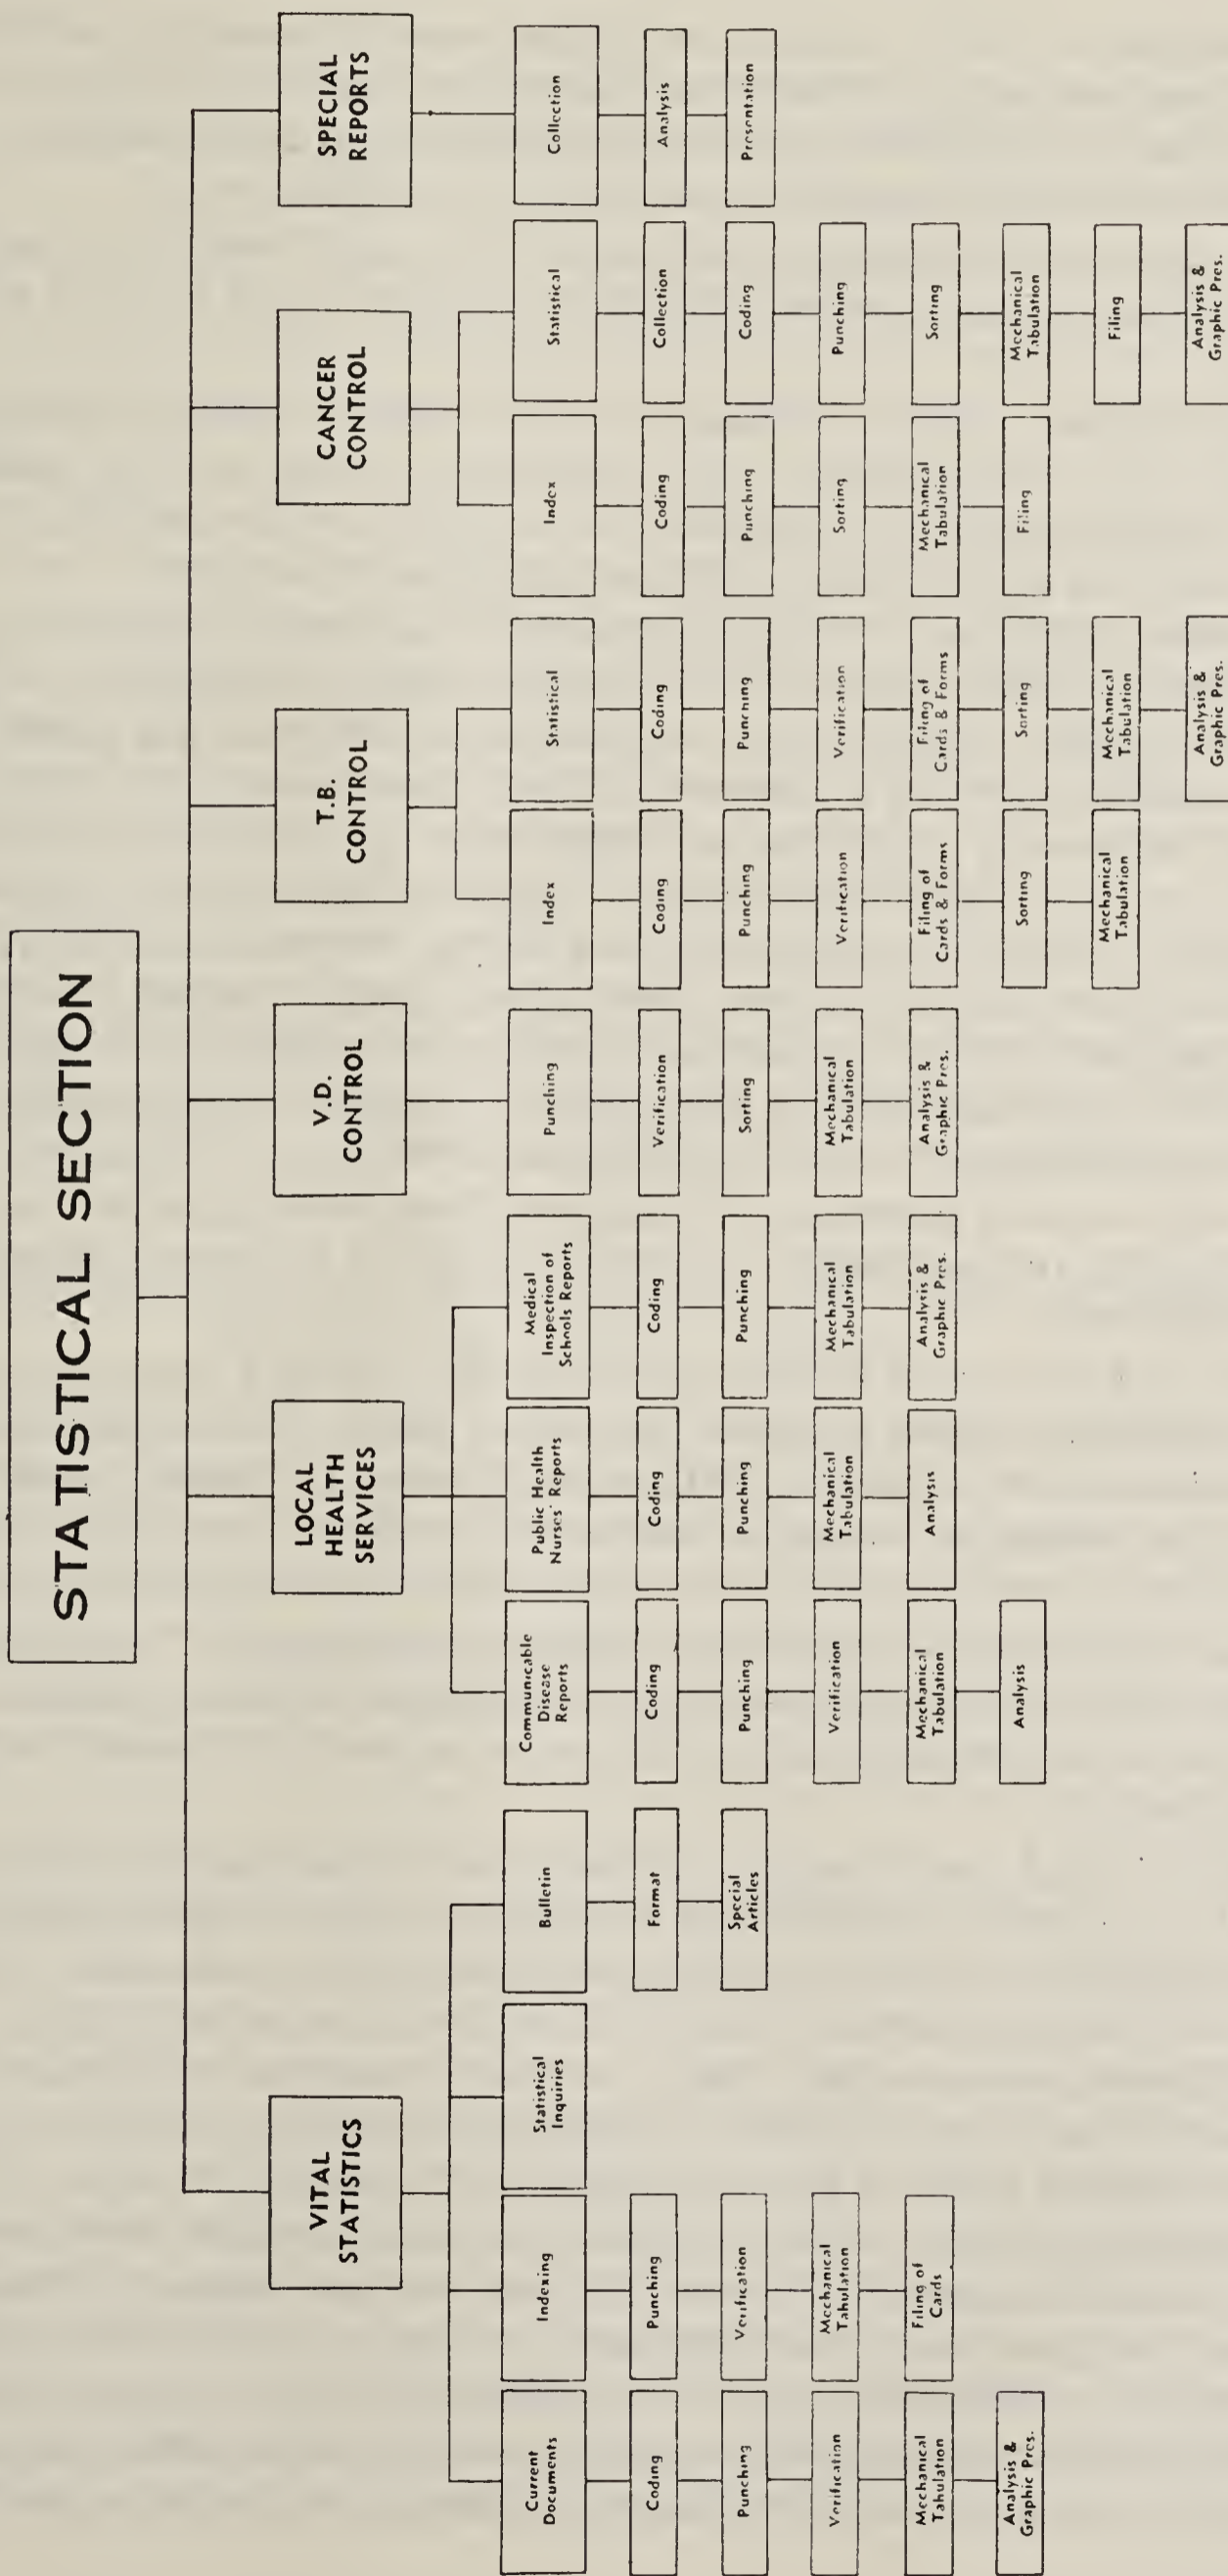 STATISTICAL SECTION
VITAL
STATISTICS
Current
Documents
Coding
Punching
Verification
Mechanical
Tabulation
Analysis &
Graphic Pres.
Indexing
Punching
Verification
Mechanical
Tabulation
Filing of
Cards
Statistical
Inquiries
Bulletin
Format
Special
Articles
LOCAL
HEALTH
SERVICES
Communicable
Disease
Reports
Coding
Punching
Verification
Mechanical
Tabulation
Analysis
Public Health
Nurses' Reports
Coding
Punching
Mechanical
Tabulation
Analysis
Medical
Inspection of
Schools Reports
Coding
Punching
Mechanical
Tabulation
Analysis &
Graphic Pres.
V.D.
CONTROL
Punching
Verification
Sorting
Mechanical
Tabulation
Analysis &
Graphic Pres.
T.B.
CONTROL
Index
Coding
Punching
Verification
Filing of
Cards & Forms
Sorting
Mechanical
Tabulation
Statistical
Coding
Punching
Verification
Filing of
Cards & Forms
Sorting
Mechanical
Tabulation
Analysis &
Graphic Pres.
CANCER
CONTROL
Index
Coding
Punching
Sorting
Mechanical
Tabulation
Filing
Statistical
Collection
Coding
Punching
Sorting
Mechanical
Tabulation
Filing
Analysis &
Graphic Pres.
SPECIAL
REPORTS
Collection
Analysis
Presentation